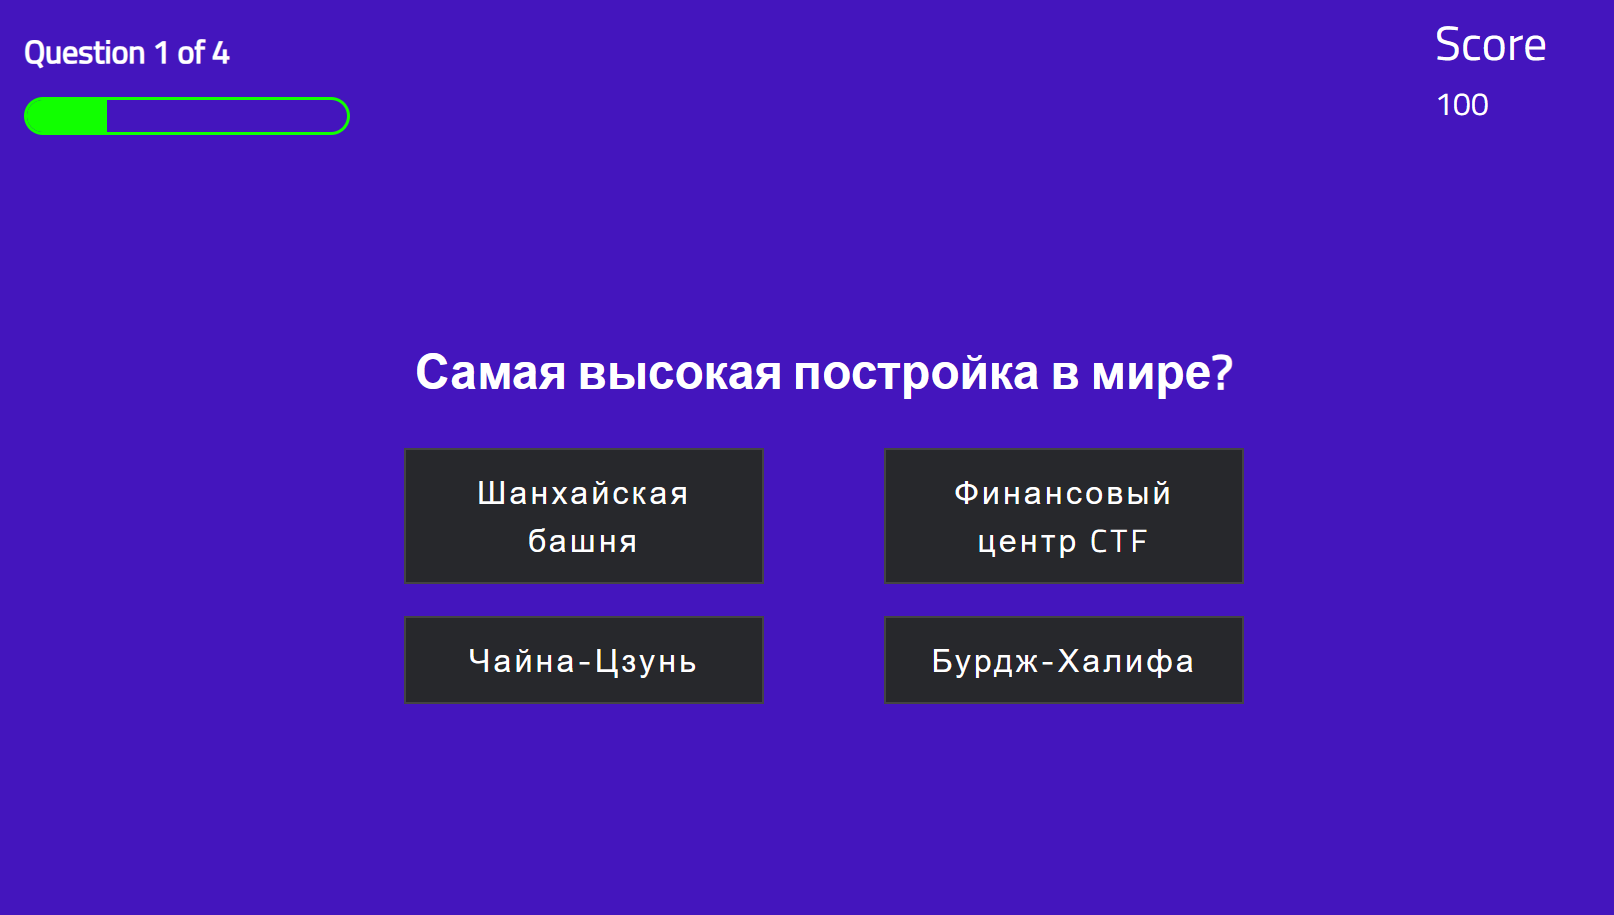 Question 1 of 4
Score
100
Самая высокая постройка в мире?
Шанхайская
башня
Финансовый
центр CTF
Чайна-Цзунь
Бурдж-Халифа